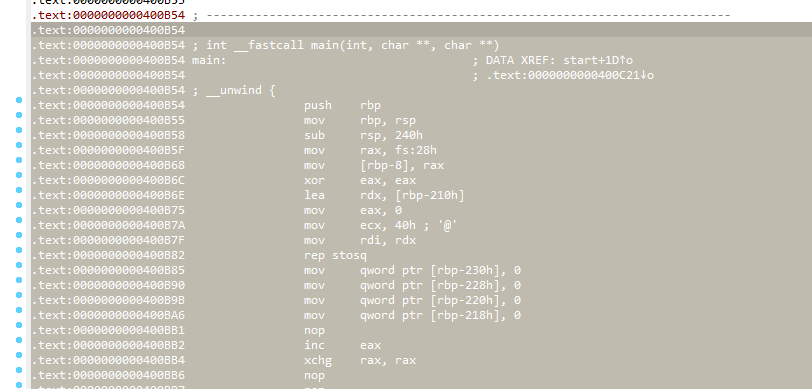 .text:0000000000400B54 ; ---------------------------------------------------------------------------
.text:0000000000400B54
.text:0000000000400B54 ; int __fastcall main(int, char **, char **)
.text:0000000000400B54 main: ; DATA XREF: start+1D↑o
.text:0000000000400B54 ; .text:0000000000400C21↓o
.text:0000000000400B54 ; __unwind {
.text:0000000000400B54 push rbp
.text:0000000000400B55 mov rbp, rsp
.text:0000000000400B58 sub rsp, 240h
.text:0000000000400B5F mov rax, fs:28h
.text:0000000000400B68 mov [rbp-8], rax
.text:0000000000400B6C xor eax, eax
.text:0000000000400B6E lea rdx, [rbp-210h]
.text:0000000000400B75 mov eax, 0
.text:0000000000400B7A mov ecx, 40h ; '@'
.text:0000000000400B7F mov rdi, rdx
.text:0000000000400B82 rep stosq
.text:0000000000400B85 mov qword ptr [rbp-230h], 0
.text:0000000000400B90 mov qword ptr [rbp-228h], 0
.text:0000000000400B9B mov qword ptr [rbp-220h], 0
.text:0000000000400BA6 mov qword ptr [rbp-218h], 0
.text:0000000000400BB1 nop
.text:0000000000400BB2 inc eax
.text:0000000000400BB4 xchg rax, rax
.text:0000000000400BB6 nop